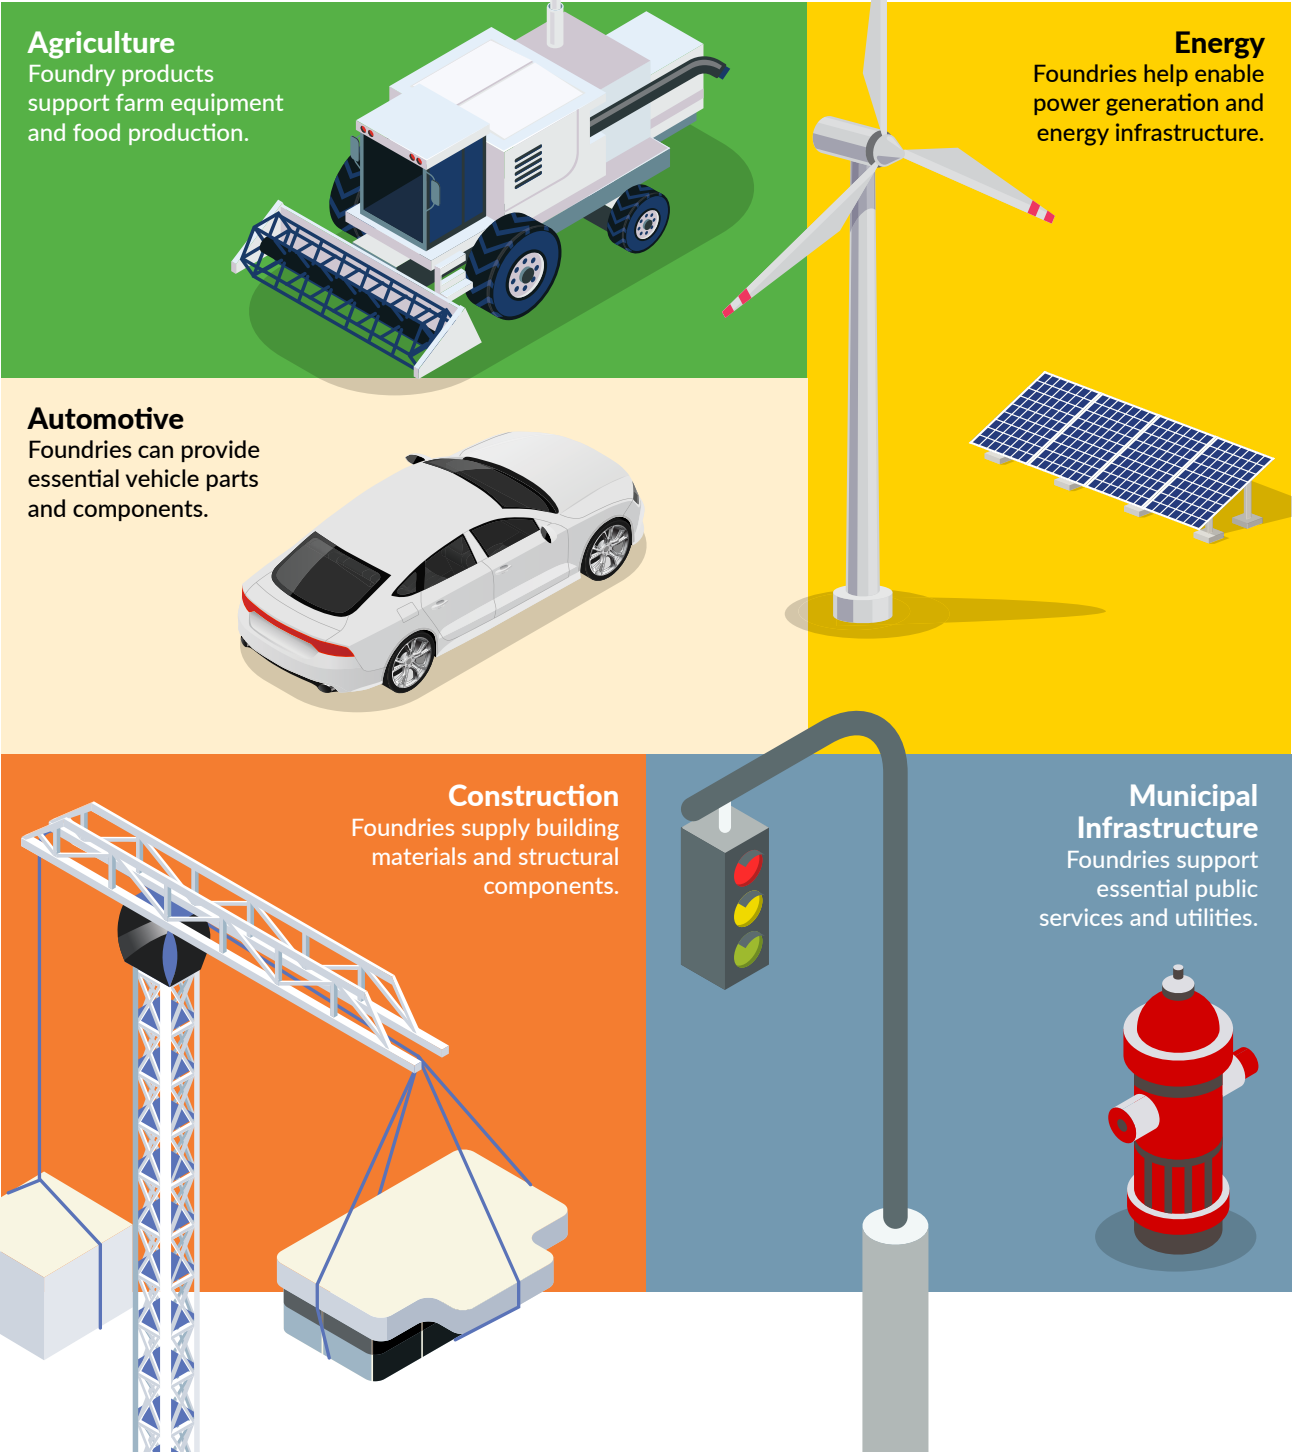 Agriculture
Foundry products
support farm equipment
and food production.
Energy
Foundries help enable
power generation and
energy infrastructure.
Automotive
Foundries can provide
essential vehicle parts
and components.
Construction
Foundries supply building
materials and structural
components.
Municipal
Infrastructure
Foundries support
essential public
services and utilities.